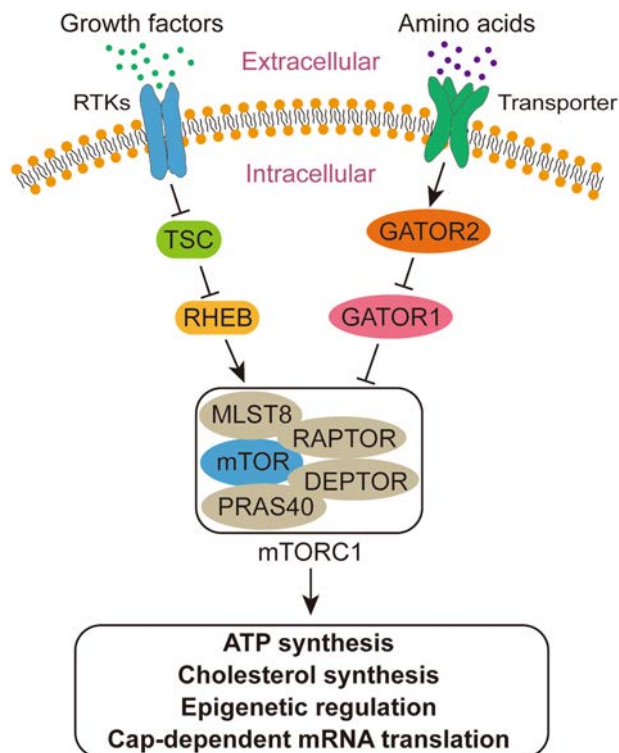 Growth factors
Amino acids
Extracellular
RTKs
Transporter
Intracellular
TSC
GATOR2
RHEB
GATOR1
MLST8
RAPTOR
mTOR
DEPTOR
PRAS40
mTORC1
ATP synthesis
Cholesterol synthesis
Epigenetic regulation
Cap-dependent mRNA translation